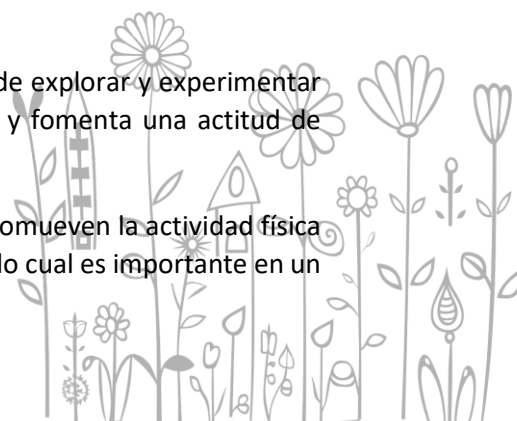 de explorar y experimentar
y fomenta una actitud de
omueven la actividad física
lo cual es importante en un